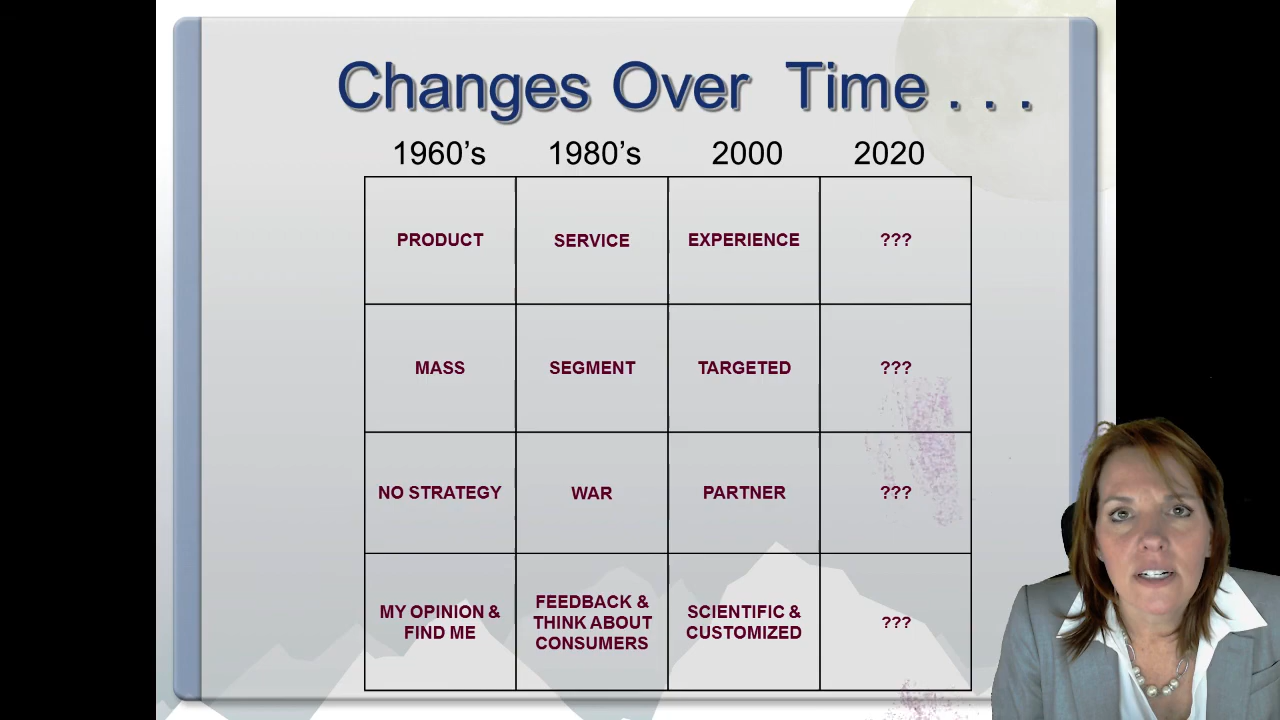 Changes Over Time . . .
1960’s 1980’s 2000 2020
PRODUCT SERVICE EXPERIENCE ???
MASS SEGMENT TARGETED ???
NO STRATEGY WAR PARTNER ???
MY OPINION &
FIND ME
FEEDBACK &
THINK ABOUT
CONSUMERS
SCIENTIFIC &
CUSTOMIZED
???